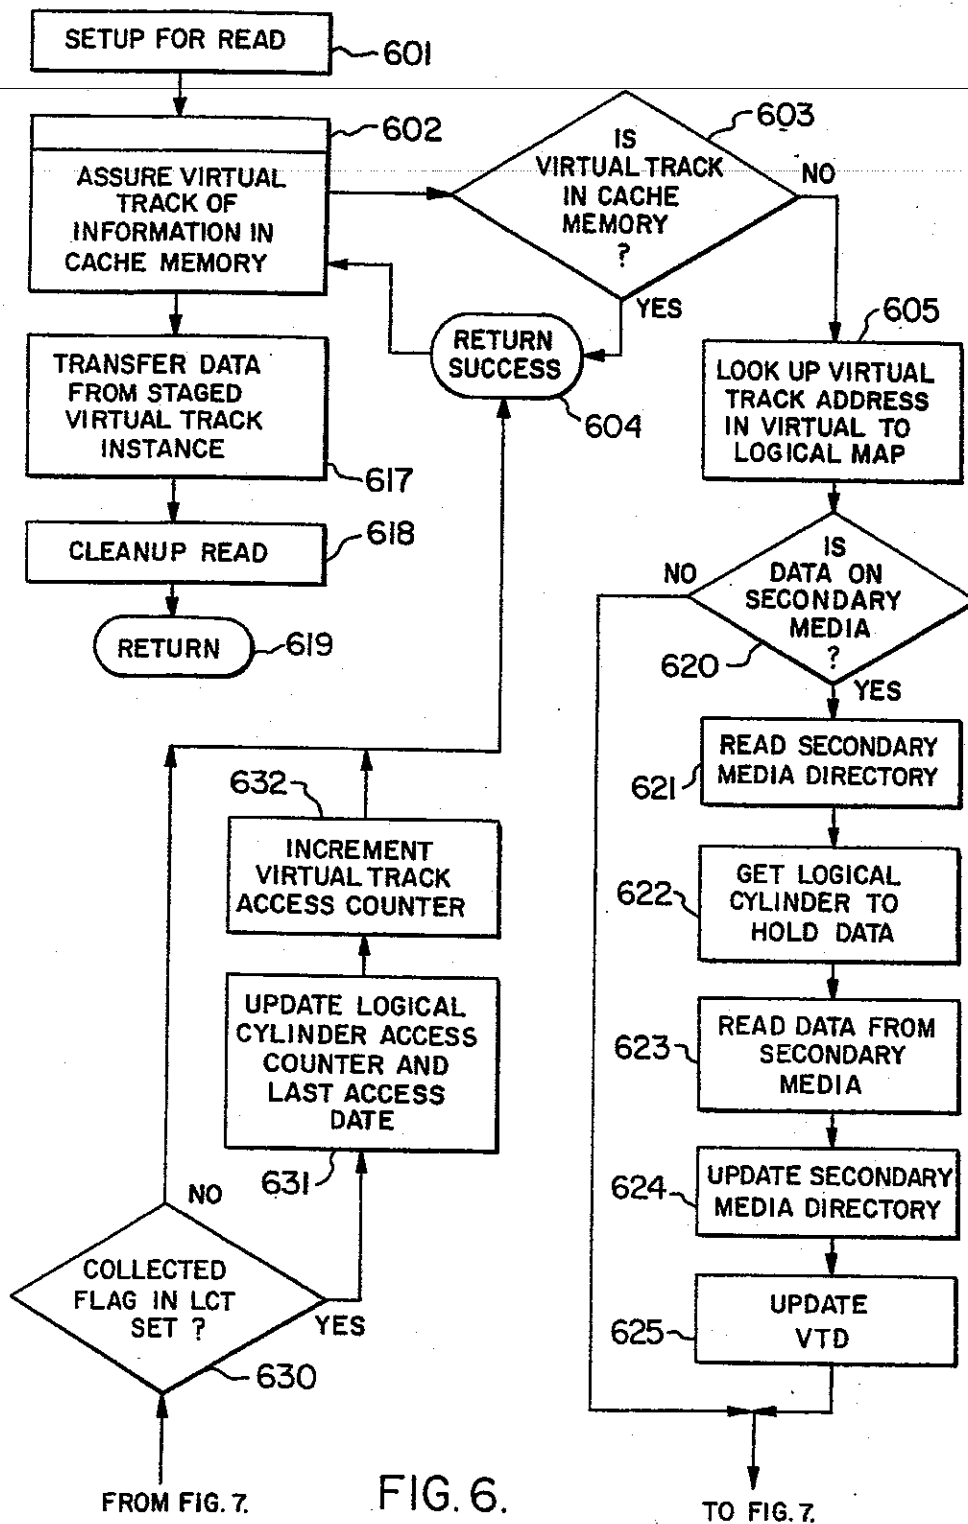 SETUP FOR READ
601
602
ASSURE VIRTUAL
TRACK OF
INFORMATION IN
CACHE MEMORY
603
IS
VIRTUAL TRACK
IN CACHE
MEMORY
?
NO
YES
RETURN
SUCCESS
604
605
LOOK UP VIRTUAL
TRACK ADDRESS
IN VIRTUAL TO
LOGICAL MAP
TRANSFER DATA
FROM STAGED
VIRTUAL TRACK
INSTANCE
617
CLEANUP READ
618
RETURN
619
IS
DATA ON
SECONDARY
MEDIA
?
NO
620
YES
READ SECONDARY
MEDIA DIRECTORY
621
GET LOGICAL
CYLINDER TO
HOLD DATA
622
READ DATA FROM
SECONDARY
MEDIA
623
UPDATE SECONDARY
MEDIA DIRECTORY
624
UPDATE
VTD
625
632
INCREMENT
VIRTUAL TRACK
ACCESS COUNTER
UPDATE LOGICAL
CYLINDER ACCESS
COUNTER AND
LAST ACCESS
DATE
631
NO
COLLECTED
FLAG IN LCT
SET ?
YES
630
FROM FIG. 7.
FIG. 6.
TO FIG. 7.